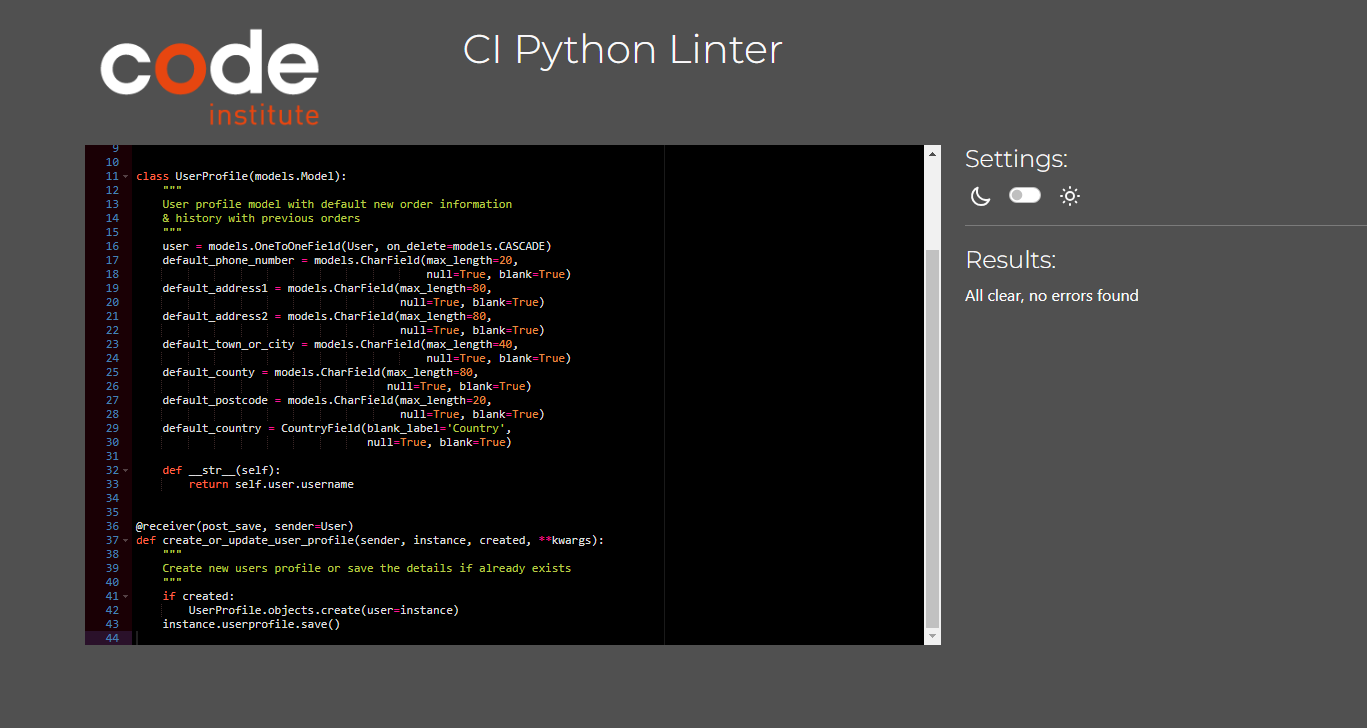 code
institute
CI Python Linter
9
10
11 class UserProfile(models.Model):
12     """
13     User profile model with default new order information
14     & history with previous orders
15     """
16     user = models.OneToOneField(User, on_delete=models.CASCADE)
17     default_phone_number = models.CharField(max_length=20,
18                                             null=True, blank=True)
19     default_address1 = models.CharField(max_length=80,
20                                         null=True, blank=True)
21     default_address2 = models.CharField(max_length=80,
22                                         null=True, blank=True)
23     default_town_or_city = models.CharField(max_length=40,
24                                             null=True, blank=True)
25     default_county = models.CharField(max_length=80,
26                                       null=True, blank=True)
27     default_postcode = models.CharField(max_length=20,
28                                         null=True, blank=True)
29     default_country = CountryField(blank_label='Country',
30                                    null=True, blank=True)
31
32     def __str__(self):
33         return self.user.username
34
35
36 @receiver(post_save, sender=User)
37 def create_or_update_user_profile(sender, instance, created, **kwargs):
38     """
39     Create new users profile or save the details if already exists
40     """
41     if created:
42         UserProfile.objects.create(user=instance)
43     instance.userprofile.save()
44
Settings:
Results:
All clear, no errors found